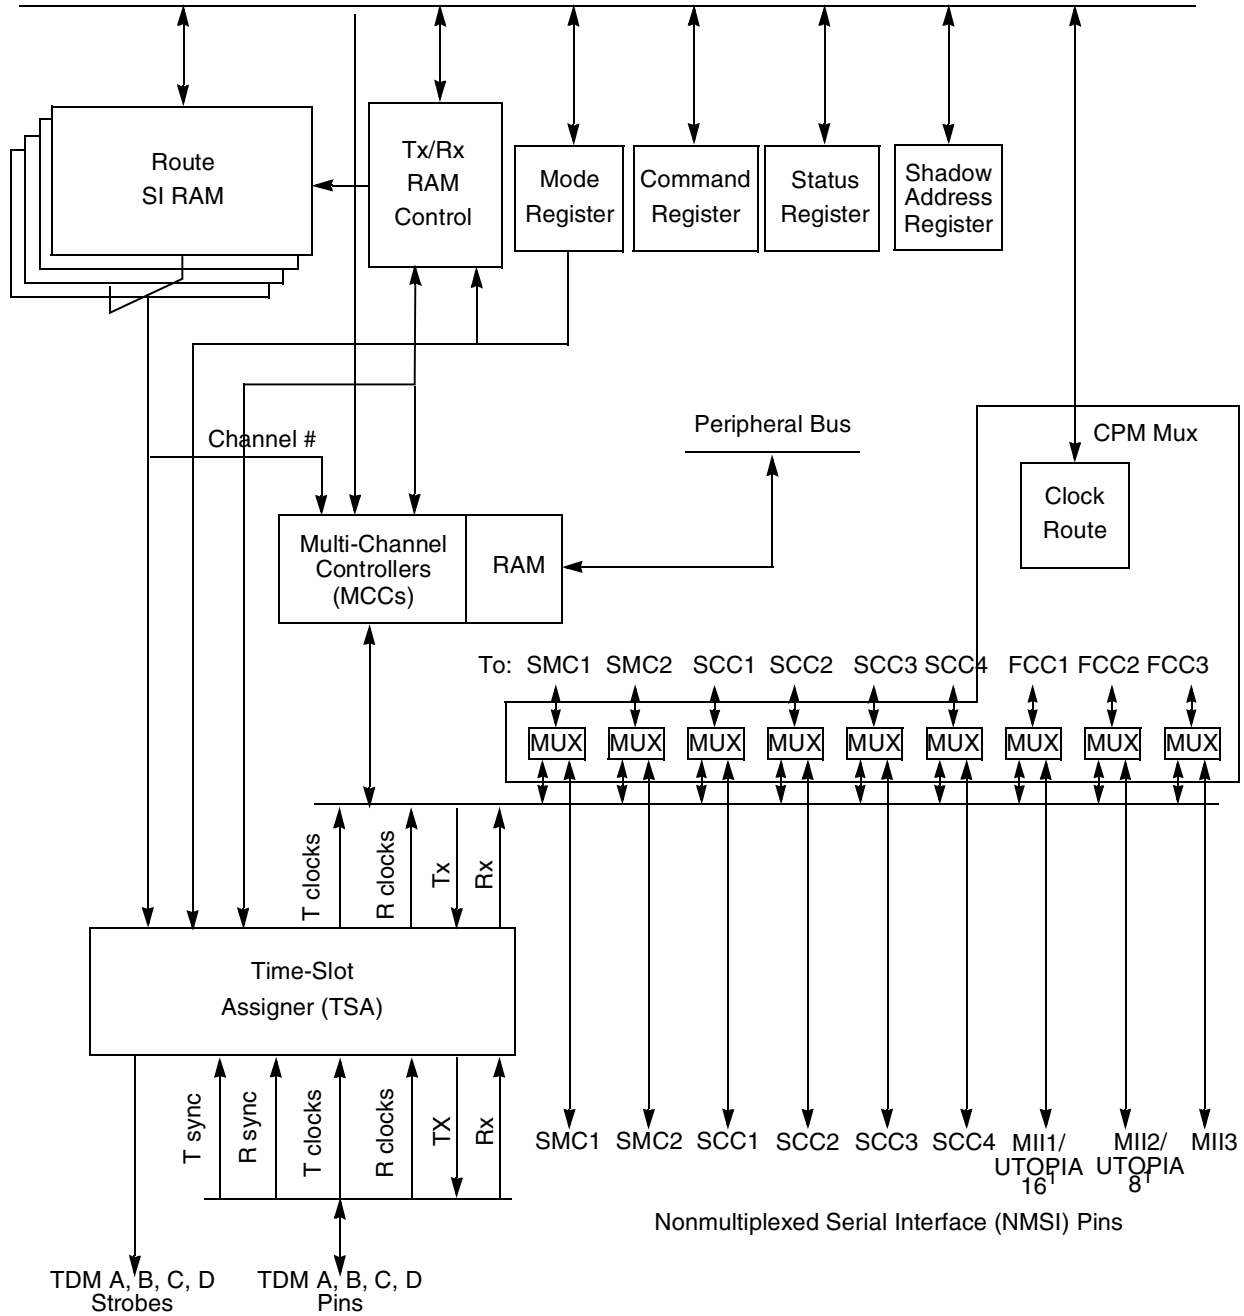 Route
SI RAM
Tx/Rx
RAM
Control
Mode
Register
Command
Register
Status
Register
Shadow
Address
Register
Channel #
Peripheral Bus
CPM Mux
Clock
Route
Multi-Channel
Controllers
(MCCs)
RAM
To: SMC1 SMC2 SCC1 SCC2 SCC3 SCC4 FCC1 FCC2 FCC3
MUX MUX MUX MUX MUX MUX MUX MUX MUX
T clocks
R clocks
Tx
Rx
Time-Slot
Assigner (TSA)
T sync
R sync
T clocks
R clocks
TX
Rx
SMC1 SMC2 SCC1 SCC2 SCC3 SCC4 MII1/ MII2/ MII3
UTOPIA UTOPIA
16¹ 8¹
Nonmultiplexed Serial Interface (NMSI) Pins
TDM A, B, C, D
Strobes
TDM A, B, C, D
Pins